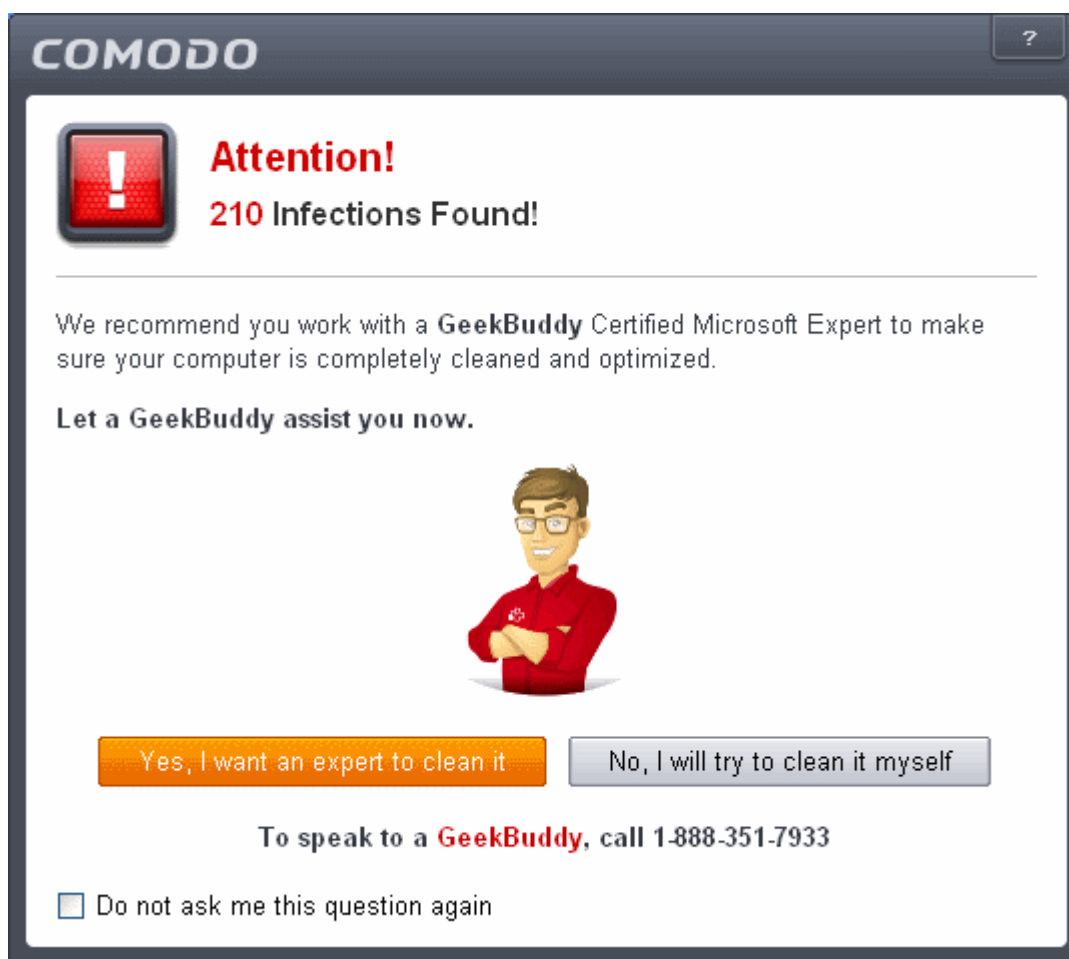 COMODO
?
Attention!
210 Infections Found!
We recommend you work with a GeekBuddy Certified Microsoft Expert to make
sure your computer is completely cleaned and optimized.
Let a GeekBuddy assist you now.
Yes, I want an expert to clean it
No, I will try to clean it myself
To speak to a GeekBuddy, call 1-888-351-7933
Do not ask me this question again